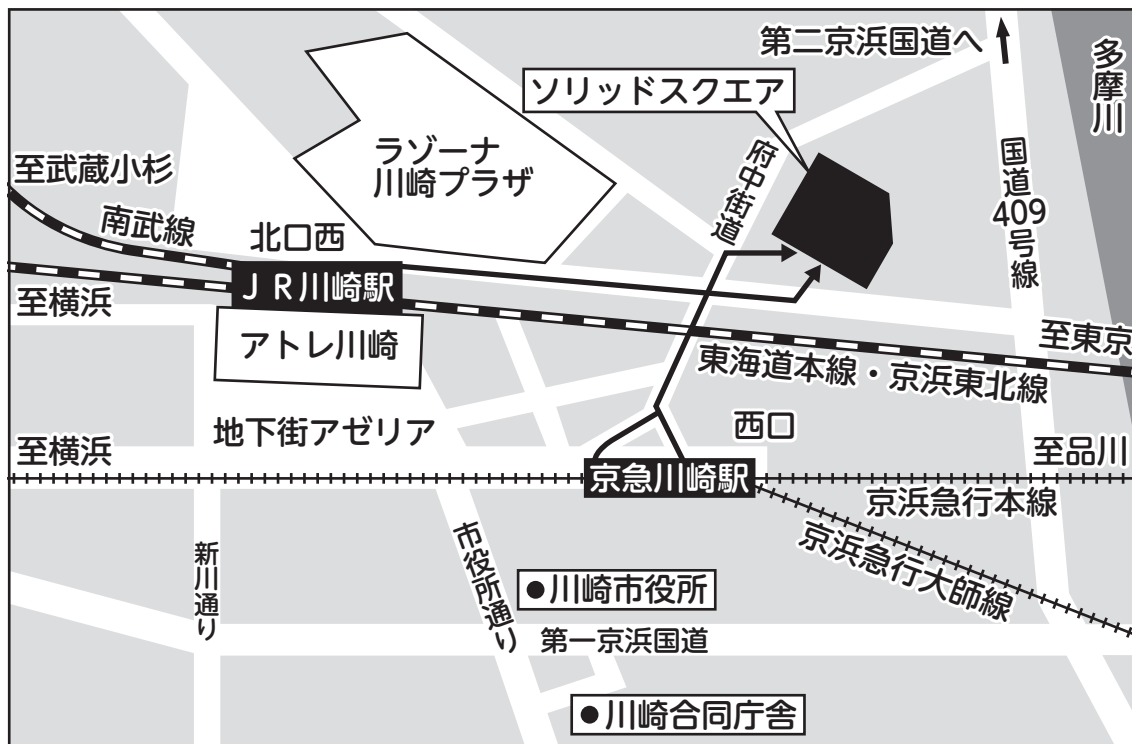 第二京浜国道へ
多摩川
ソリッドスクエア
ラゾーナ
川崎プラザ
府中街道
国道409号線
至武蔵小杉
南武線
北口西
JR川崎駅
至横浜
アトレ川崎
至東京
東海道本線・京浜東北線
地下街アゼリア
西口
至横浜
至品川
京急川崎駅
京浜急行本線
京浜急行大師線
新川通り
市役所通り
●川崎市役所
第一京浜国道
●川崎合同庁舎